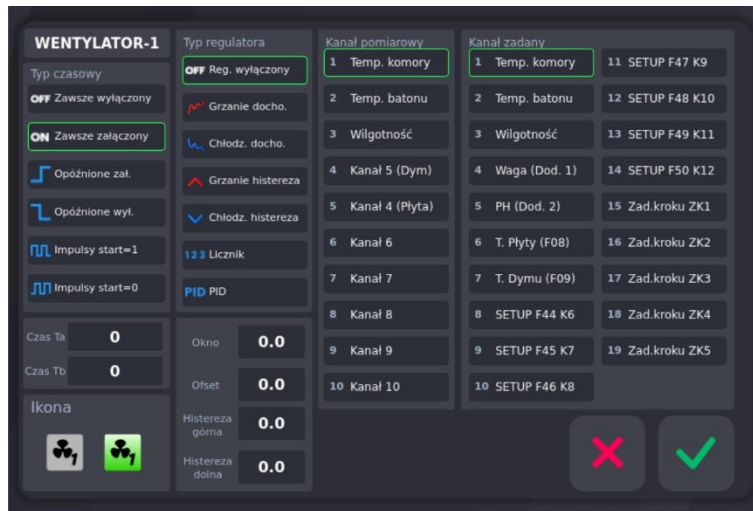 WENTYLATOR-1
Typ czasowy
OFF Zawsze wyłączony
ON Zawsze załączony
Opóźnione zał.
Opóźnione wył.
Impulsy start=1
Impulsy start=0
Czas Ta 0
Czas Tb 0
Ikona
1 1
Typ regulatora
OFF Reg. wyłączony
Grzanie docho.
Chłodz. docho.
Grzanie histereza
Chłodz. histereza
123 Licznik
PID PID
Okno 0.0
Ofset 0.0
Histereza
górna 0.0
Histereza
dolna 0.0
Kanał pomiarowy
1 Temp. komory
2 Temp. batonu
3 Wilgotność
4 Kanał 5 (Dym)
5 Kanał 4 (Płyta)
6 Kanał 6
7 Kanał 7
8 Kanał 8
9 Kanał 9
10 Kanał 10
Kanał zadany
1 Temp. komory
2 Temp. batonu
3 Wilgotność
4 Waga (Dod. 1)
5 PH (Dod. 2)
6 T. Płyty (F08)
7 T. Dymu (F09)
8 SETUP F44 K6
9 SETUP F45 K7
10 SETUP F46 K8
11 SETUP F47 K9
12 SETUP F48 K10
13 SETUP F49 K11
14 SETUP F50 K12
15 Zad.kroku ZK1
16 Zad.kroku ZK2
17 Zad.kroku ZK3
18 Zad.kroku ZK4
19 Zad.kroku ZK5